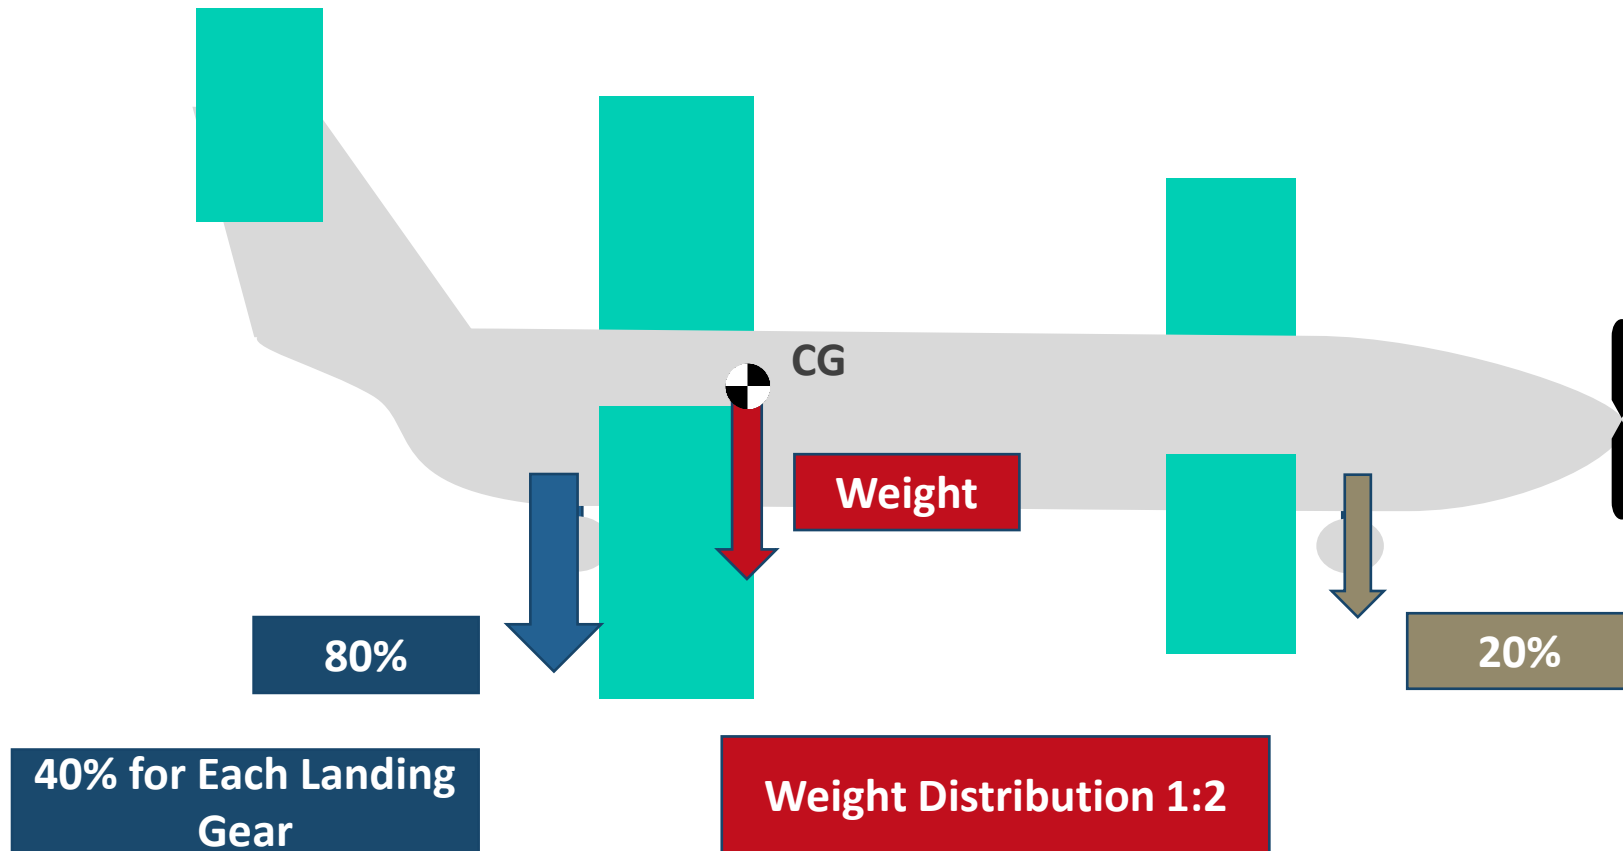 CG
Weight
80%
20%
40% for Each Landing
Gear
Weight Distribution 1:2